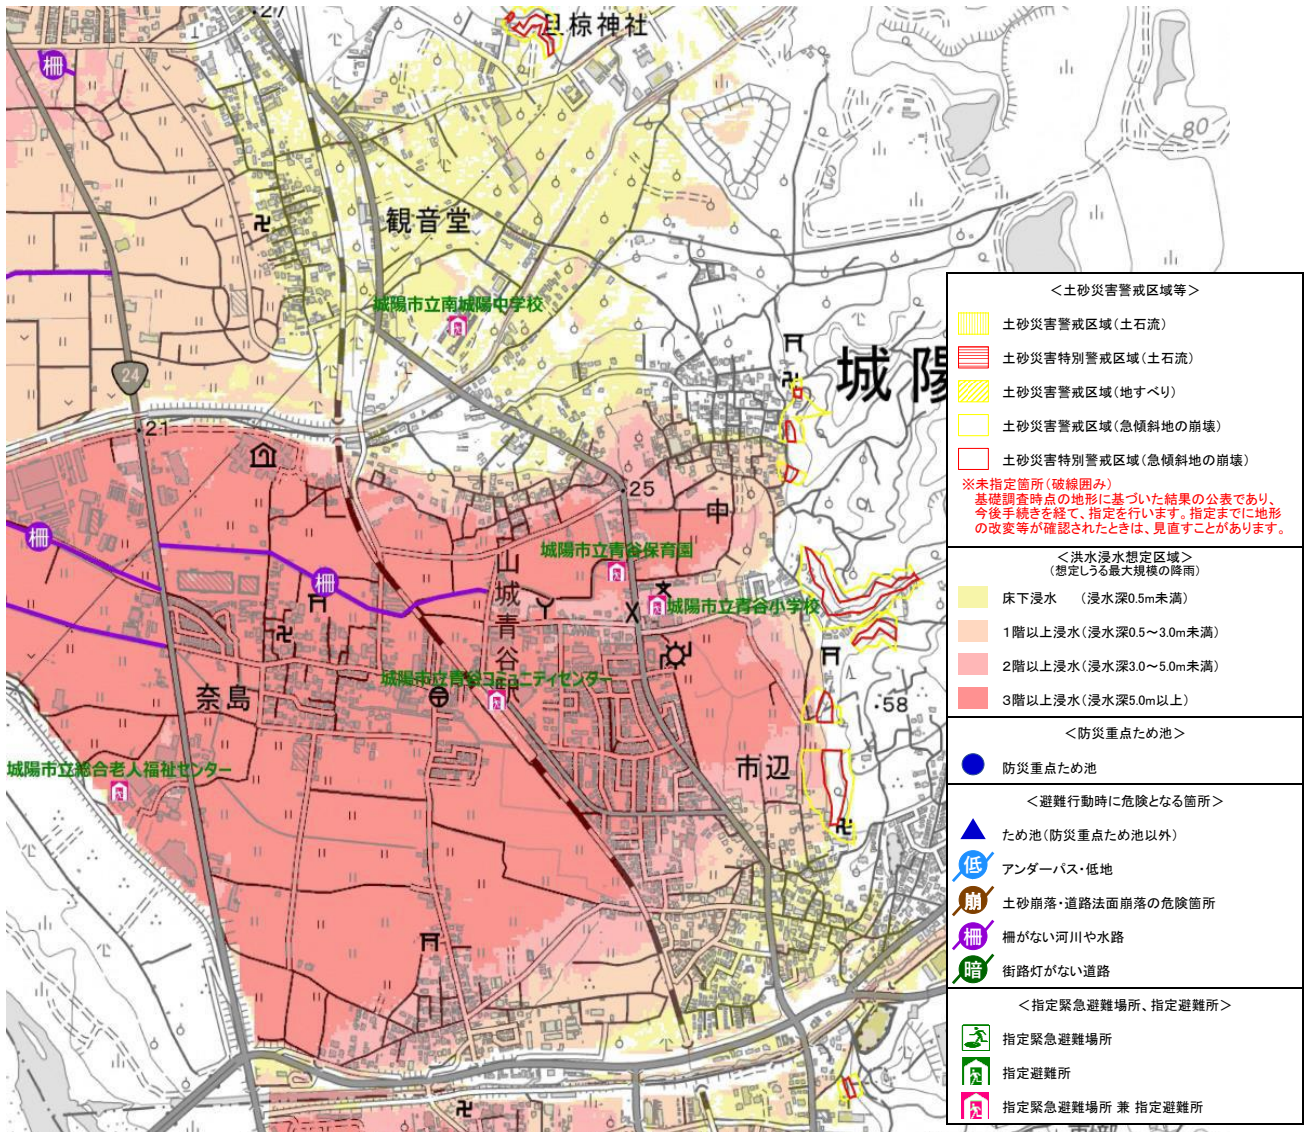 27
旦椋神社
柵
80
観音堂
城陽市立南城陽中学校
城陽
24
21
25
中
柵
城陽市立青谷保育園
柵
山城青谷
城陽市立青谷小学校
城陽市立青谷コミュニティセンター
奈島
58
市辺
城陽市立総合老人福祉センター
<土砂災害警戒区域等>
土砂災害警戒区域(土石流)
土砂災害特別警戒区域(土石流)
土砂災害警戒区域(地すべり)
土砂災害警戒区域(急傾斜地の崩壊)
土砂災害特別警戒区域(急傾斜地の崩壊)
※未指定箇所(破線囲み)
基礎調査時点の地形に基づいた結果の公表であり、
今後手続きを経て、指定を行います。指定までに地形
の改変等が確認されたときは、見直すことがあります。
<洪水浸水想定区域>
(想定しうる最大規模の降雨)
床下浸水 (浸水深0.5m未満)
1階以上浸水(浸水深0.5~3.0m未満)
2階以上浸水(浸水深3.0~5.0m未満)
3階以上浸水(浸水深5.0m以上)
<防災重点ため池>
防災重点ため池
<避難行動時に危険となる箇所>
ため池(防災重点ため池以外)
低 アンダーパス・低地
崩 土砂崩落・道路法面崩落の危険箇所
柵 柵がない河川や水路
暗 街路灯がない道路
<指定緊急避難場所、指定避難所>
指定緊急避難場所
指定避難所
指定緊急避難場所 兼 指定避難所